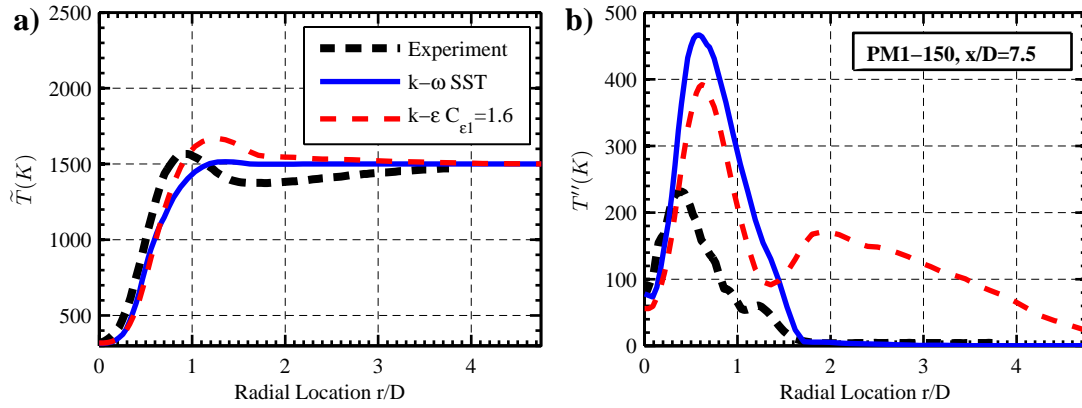 a)
2500
2000
1500
1000
500
T̃(K)
0
1
2
3
4
Radial Location r/D
Experiment
k−ω SST
k−ε C_ε1=1.6
b)
500
400
300
200
100
0
T''(K)
0
1
2
3
4
Radial Location r/D
PM1−150, x/D=7.5